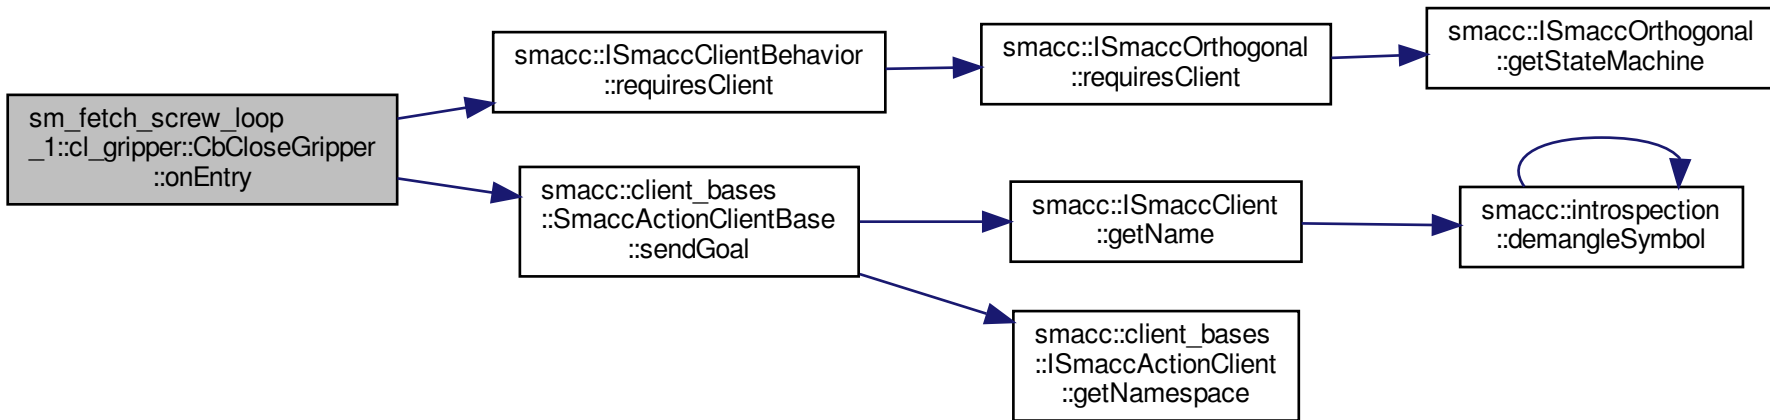 sm_fetch_screw_loop
_1::cl_gripper::CbCloseGripper
::onEntry
smacc::ISmaccClientBehavior
::requiresClient
smacc::ISmaccOrthogonal
::requiresClient
smacc::ISmaccOrthogonal
::getStateMachine
smacc::client_bases
::SmaccActionClientBase
::sendGoal
smacc::ISmaccClient
::getName
smacc::introspection
::demangleSymbol
smacc::client_bases
::ISmaccActionClient
::getNamespace